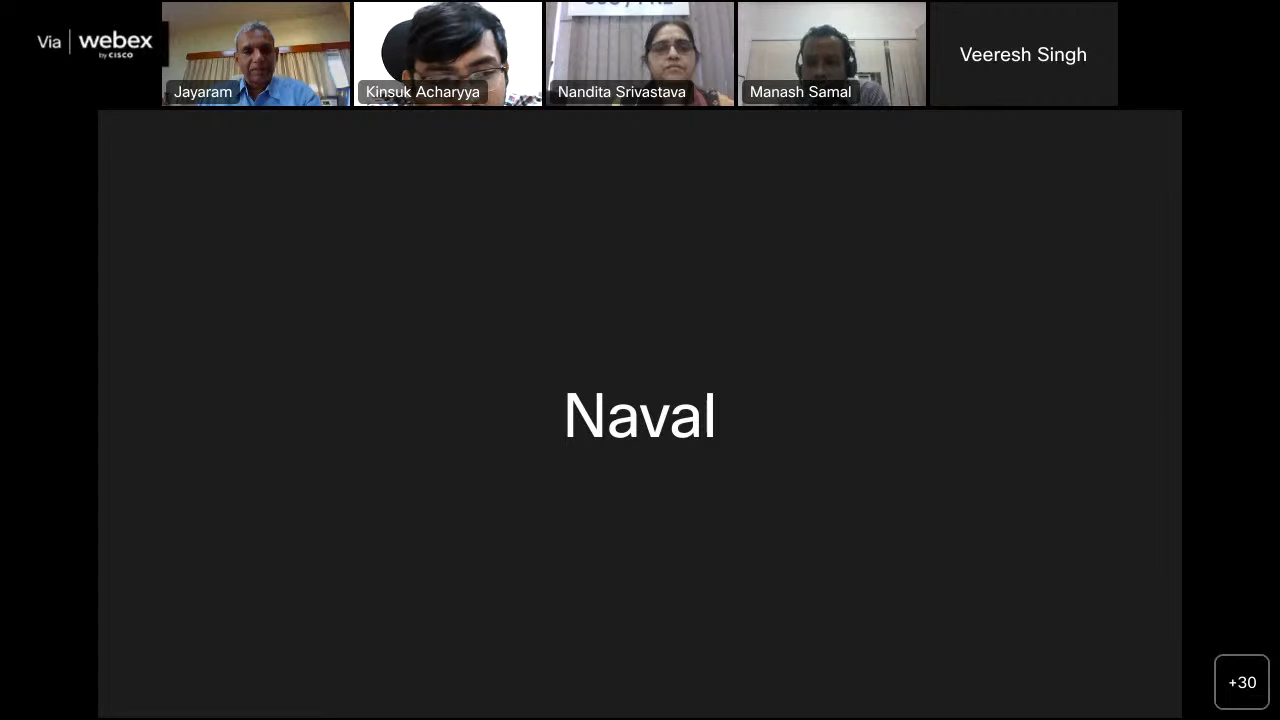 Via webex
by CISCO
Jayaram
Kinsuk Acharyya
Nandita Srivastava
Manash Samal
Veeresh Singh
Naval
+30